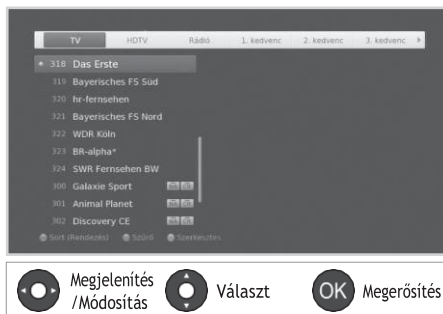 TV HDTV Rádió 1. kedvenc 2. kedvenc 3. kedvenc
318 Das Erste
319 Bayerisches FS Süd
320 hr-fernsehen
321 Bayerisches FS Nord
322 WDR Köln
323 BR-alpha*
324 SWR Fernsehen BW
300 Galaxie Sport
301 Animal Planet
302 Discovery CE
Sort (Rendezés) Szűrő Szerkesztés
Megjelenítés
/Módosítás
Választ
OK Megerősítés